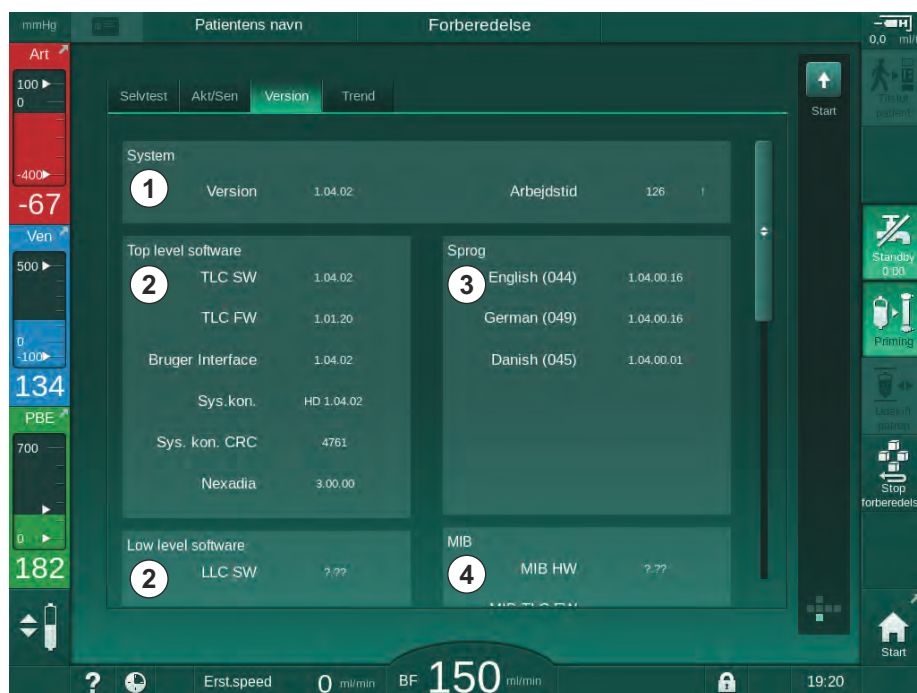 mmHg Patientens navn Forberedelse
0,0
Art
100
0
-400
-67
Ven
500
0
-100
134
PBE
700
0
182
Selvtest Akt/Sen Version Trend
Start
System
1 Version 1.04.02 Arbejdstid 126
Top level software
2 TLC SW 1.04.02
TLC FW 1.01.20
Bruger Interface 1.04.02
Sys.kon. HD 1.04.02
Sys. kon. CRC 4761
Nexadia 3.00.00
Sprog
3 English (044) 1.04.00.16
German (049) 1.04.00.16
Danish (045) 1.04.00.01
Low level software
2 LLC SW ?.??
MIB
4 MIB HW ?.??
Standby
0:00
Priming
Stop
forberedels
Start
? Erst.speed 0 ml/min BF 150 ml/min 19:20